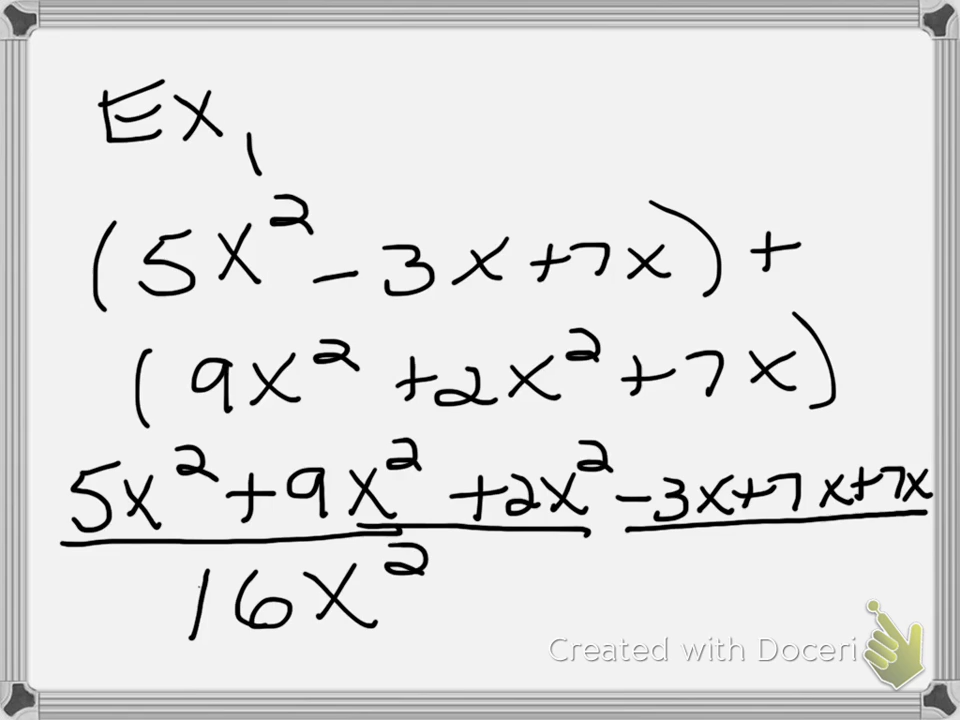 Ex 1
(5x² - 3x + 7x) +
(9x² + 2x² + 7x)
5x² + 9x² + 2x² - 3x + 7x + 7x
16x²
Created with Doceri